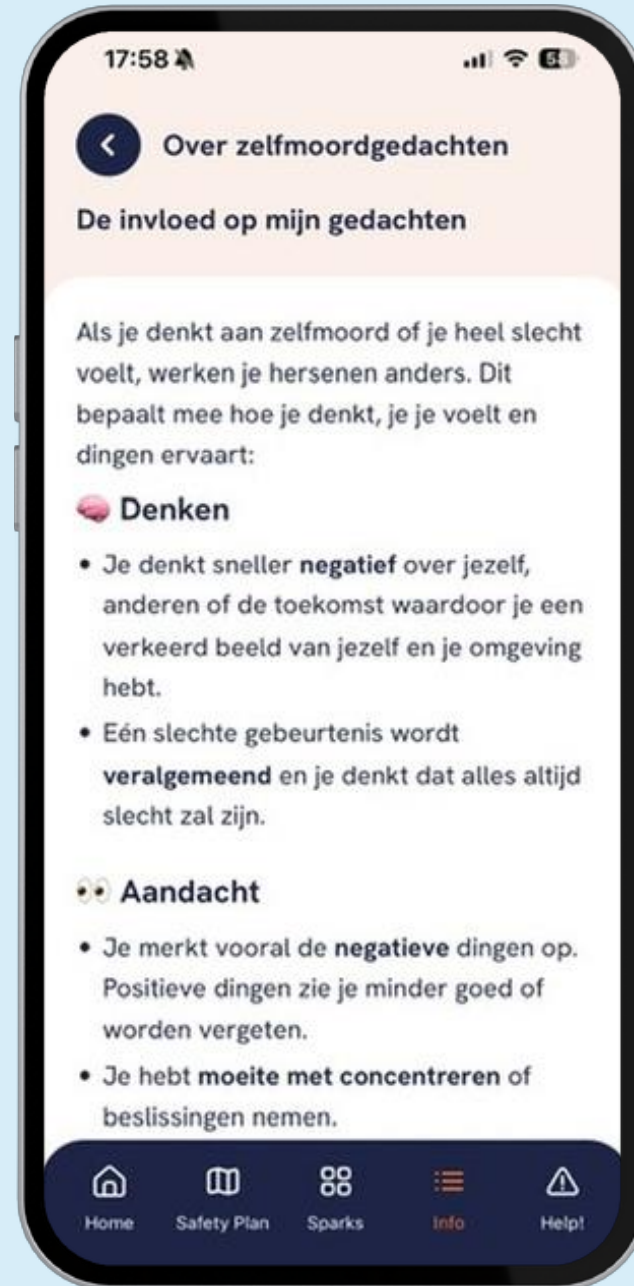 17:58
Over zelfmoordgedachten
De invloed op mijn gedachten
Als je denkt aan zelfmoord of je heel slecht
voelt, werken je hersenen anders. Dit
bepaalt mee hoe je denkt, je je voelt en
dingen ervaart:
🧠 Denken
• Je denkt sneller negatief over jezelf,
anderen of de toekomst waardoor je een
verkeerd beeld van jezelf en je omgeving
hebt.
• Eén slechte gebeurtenis wordt
veralgemeend en je denkt dat alles altijd
slecht zal zijn.
👀 Aandacht
• Je merkt vooral de negatieve dingen op.
Positieve dingen zie je minder goed of
worden vergeten.
• Je hebt moeite met concentreren of
beslissingen nemen.
Home Safety Plan Sparks Info Help!